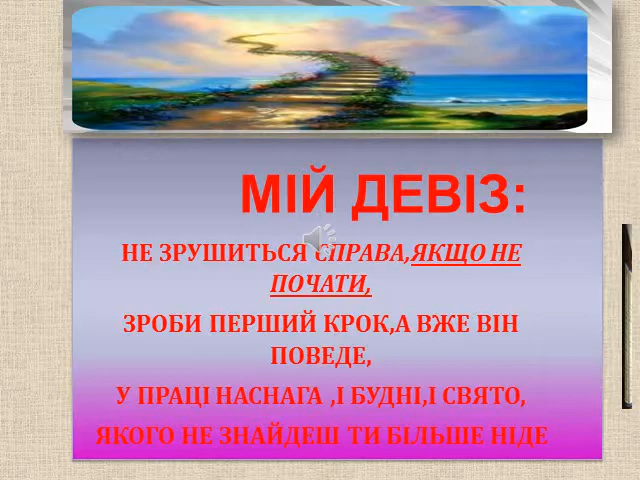 МІЙ ДЕВІЗ:
НЕ ЗРУШИТЬСЯ СПРАВА,ЯКЩО НЕ
ПОЧАТИ,
ЗРОБИ ПЕРШИЙ КРОК,А ВЖЕ ВІН
ПОВЕДЕ,
У ПРАЦІ НАСНАГА ,І БУДНІ,І СВЯТО,
ЯКОГО НЕ ЗНАЙДЕШ ТИ БІЛЬШЕ НІДЕ